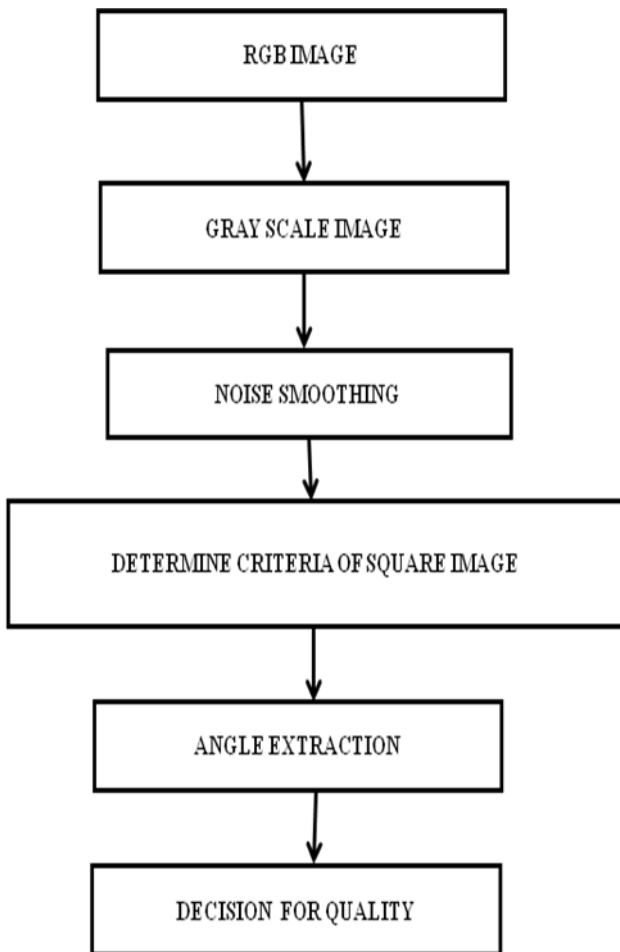 RGB IMAGE
GRAY SCALE IMAGE
NOISE SMOOTHING
DETERMINE CRITERIA OF SQUARE IMAGE
ANGLE EXTRACTION
DECISION FOR QUALITY